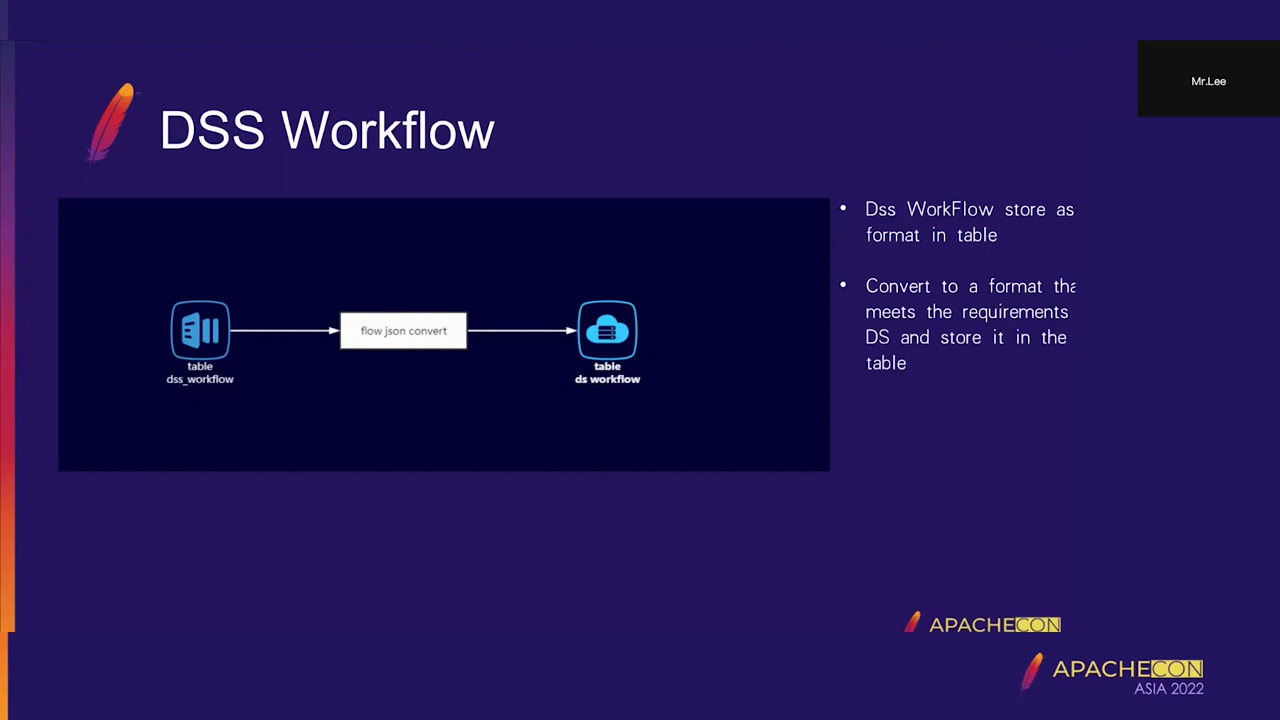 Mr.Lee
DSS Workflow
• Dss WorkFlow store as
format in table
• Convert to a format
meets the requirements
DS and store it in the
table
flow json convert
table
dss_workflow
table
ds workflow
APACHECON
APACHECON
ASIA 2022